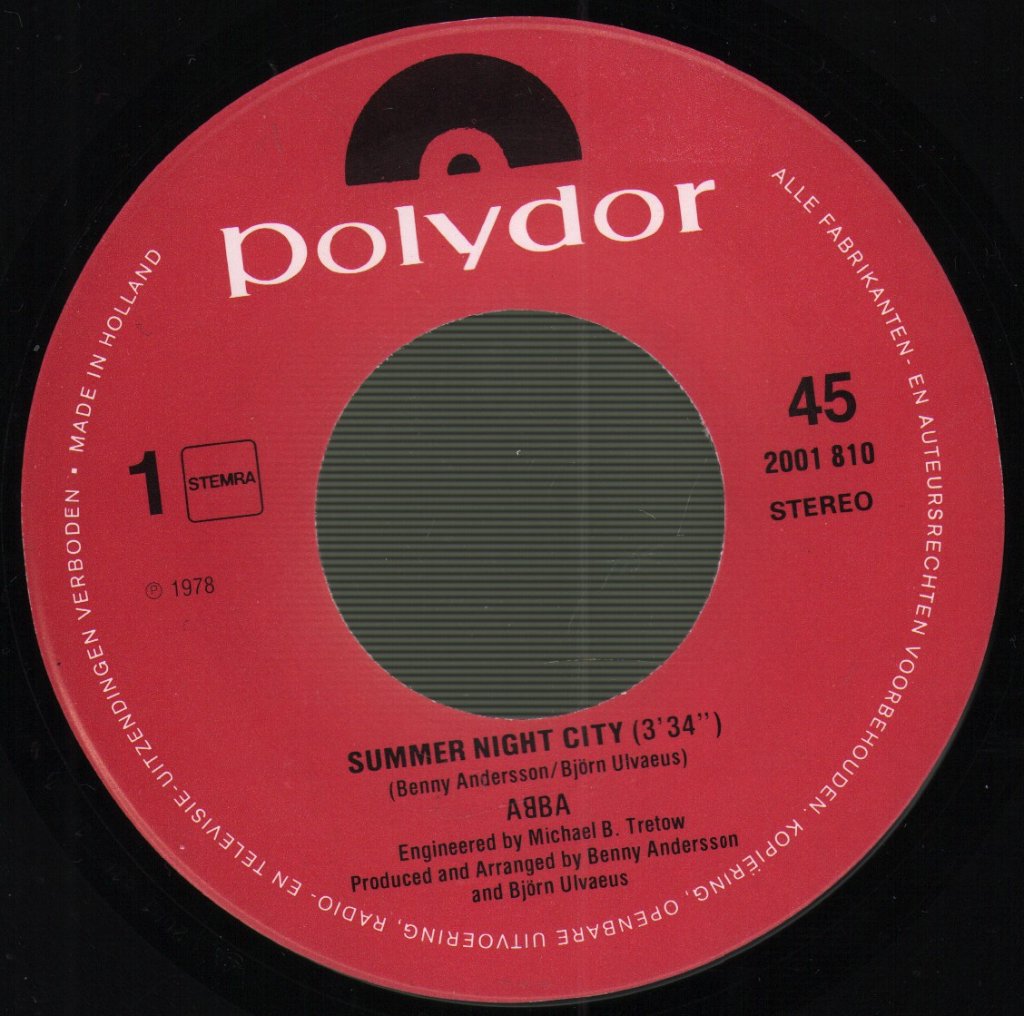 polydor
ALLE FABRIKANTEN- EN AUTEURSRECHTEN VOORBEHOUDEN. KOPIËRING, OPENBARE UITVOERING, RADIO- EN TELEVISIE-UITZENDINGEN VERBODEN • MADE IN HOLLAND
45
2001 810
STEREO
1 STEMRA
℗ 1978
SUMMER NIGHT CITY (3'34")
(Benny Andersson/Björn Ulvaeus)
AᗺBA
Engineered by Michael B. Tretow
Produced and Arranged by Benny Andersson
and Björn Ulvaeus